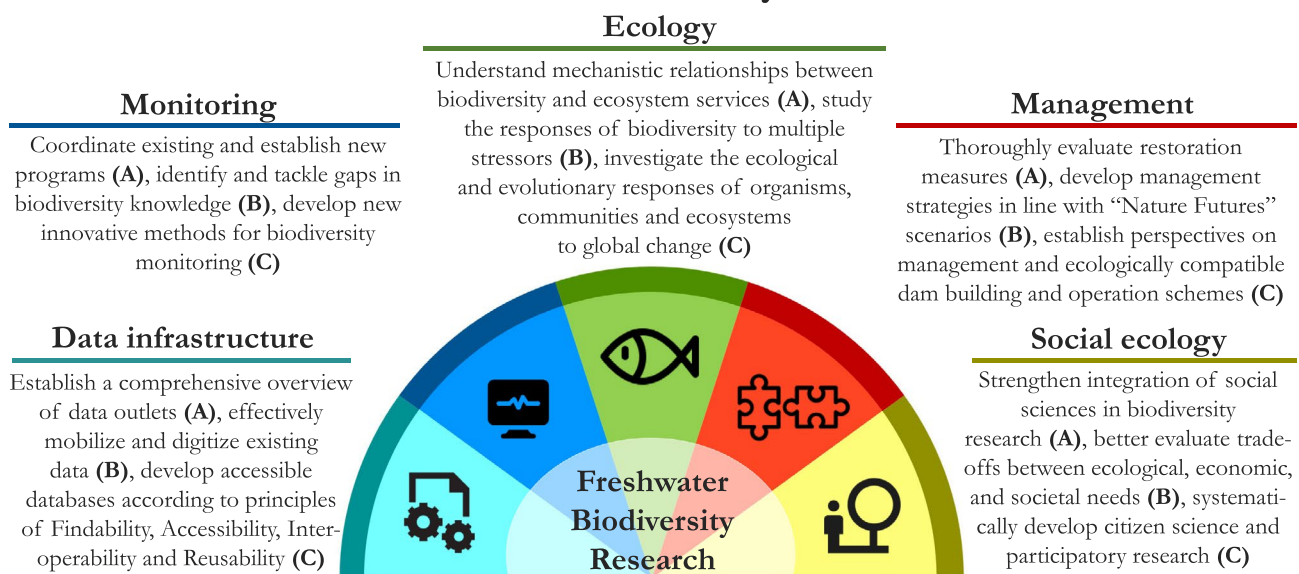 Ecology
Understand mechanistic relationships between
biodiversity and ecosystem services (A), study
the responses of biodiversity to multiple
stressors (B), investigate the ecological
and evolutionary responses of organisms,
communities and ecosystems
to global change (C)
Monitoring
Coordinate existing and establish new
programs (A), identify and tackle gaps in
biodiversity knowledge (B), develop new
innovative methods for biodiversity
monitoring (C)
Management
Thoroughly evaluate restoration
measures (A), develop management
strategies in line with “Nature Futures”
scenarios (B), establish perspectives on
management and ecologically compatible
dam building and operation schemes (C)
Data infrastructure
Establish a comprehensive overview
of data outlets (A), effectively
mobilize and digitize existing
data (B), develop accessible
databases according to principles
of Findability, Accessibility, Inter-
operability and Reusability (C)
Social ecology
Strengthen integration of social
sciences in biodiversity
research (A), better evaluate trade-
offs between ecological, economic,
and societal needs (B), systemati-
cally develop citizen science and
participatory research (C)
Freshwater
Biodiversity
Research